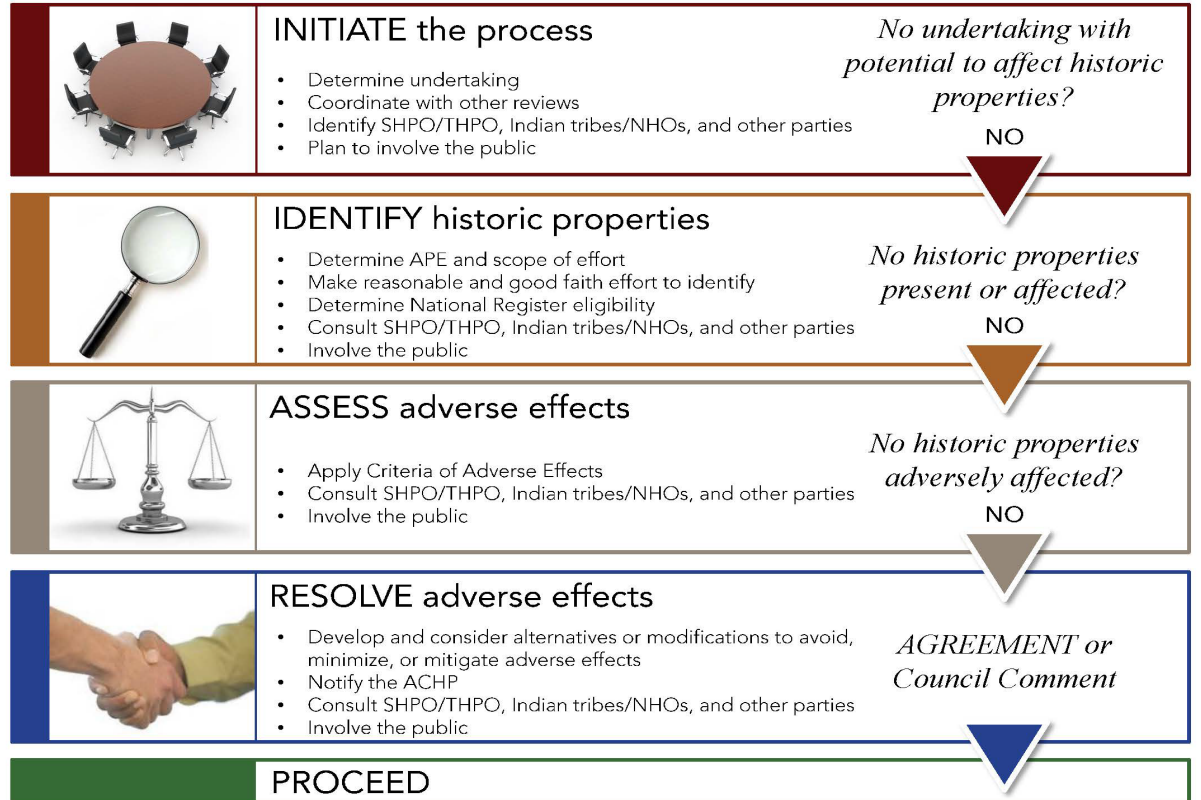 INITIATE the process
• Determine undertaking
• Coordinate with other reviews
• Identify SHPO/THPO, Indian tribes/NHOs, and other parties
• Plan to involve the public
No undertaking with
potential to affect historic
properties?
NO
IDENTIFY historic properties
• Determine APE and scope of effort
• Make reasonable and good faith effort to identify
• Determine National Register eligibility
• Consult SHPO/THPO, Indian tribes/NHOs, and other parties
• Involve the public
No historic properties
present or affected?
NO
ASSESS adverse effects
• Apply Criteria of Adverse Effects
• Consult SHPO/THPO, Indian tribes/NHOs, and other parties
• Involve the public
No historic properties
adversely affected?
NO
RESOLVE adverse effects
• Develop and consider alternatives or modifications to avoid,
minimize, or mitigate adverse effects
• Notify the ACHP
• Consult SHPO/THPO, Indian tribes/NHOs, and other parties
• Involve the public
AGREEMENT or
Council Comment
PROCEED